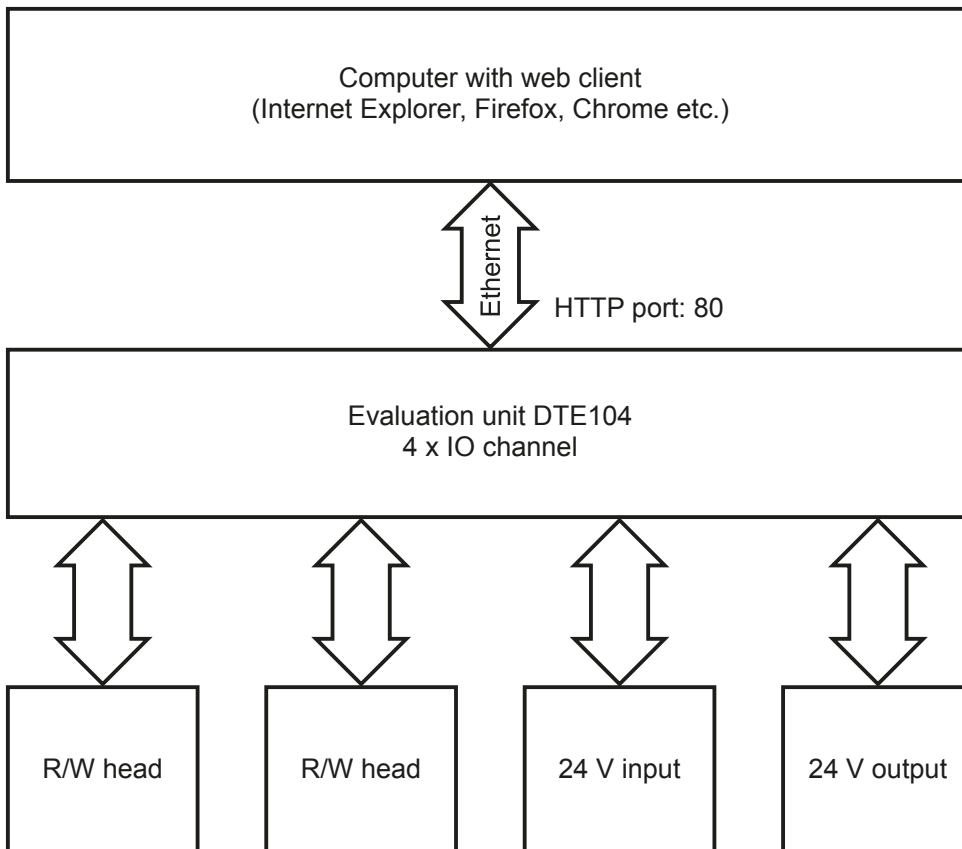 Computer with web client
(Internet Explorer, Firefox, Chrome etc.)
Ethernet
HTTP port: 80
Evaluation unit DTE104
4 x IO channel
R/W head
R/W head
24 V input
24 V output